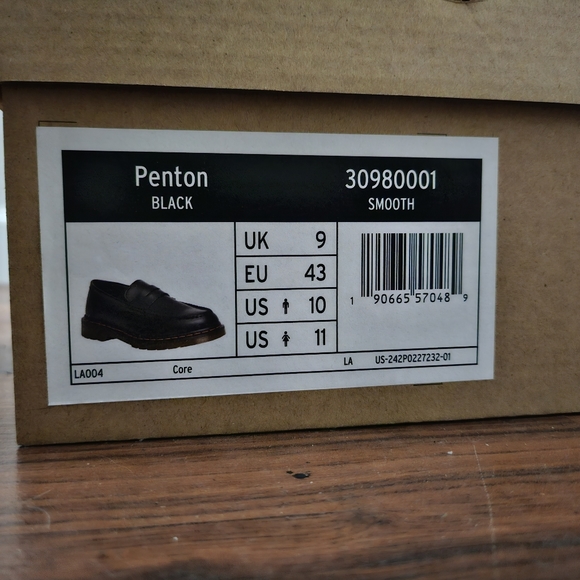 Penton 30980001
BLACK SMOOTH
UK 9
EU 43
US 10
US 11
1 90665 57048 9
LA004 Core LA US-242P0227232-01